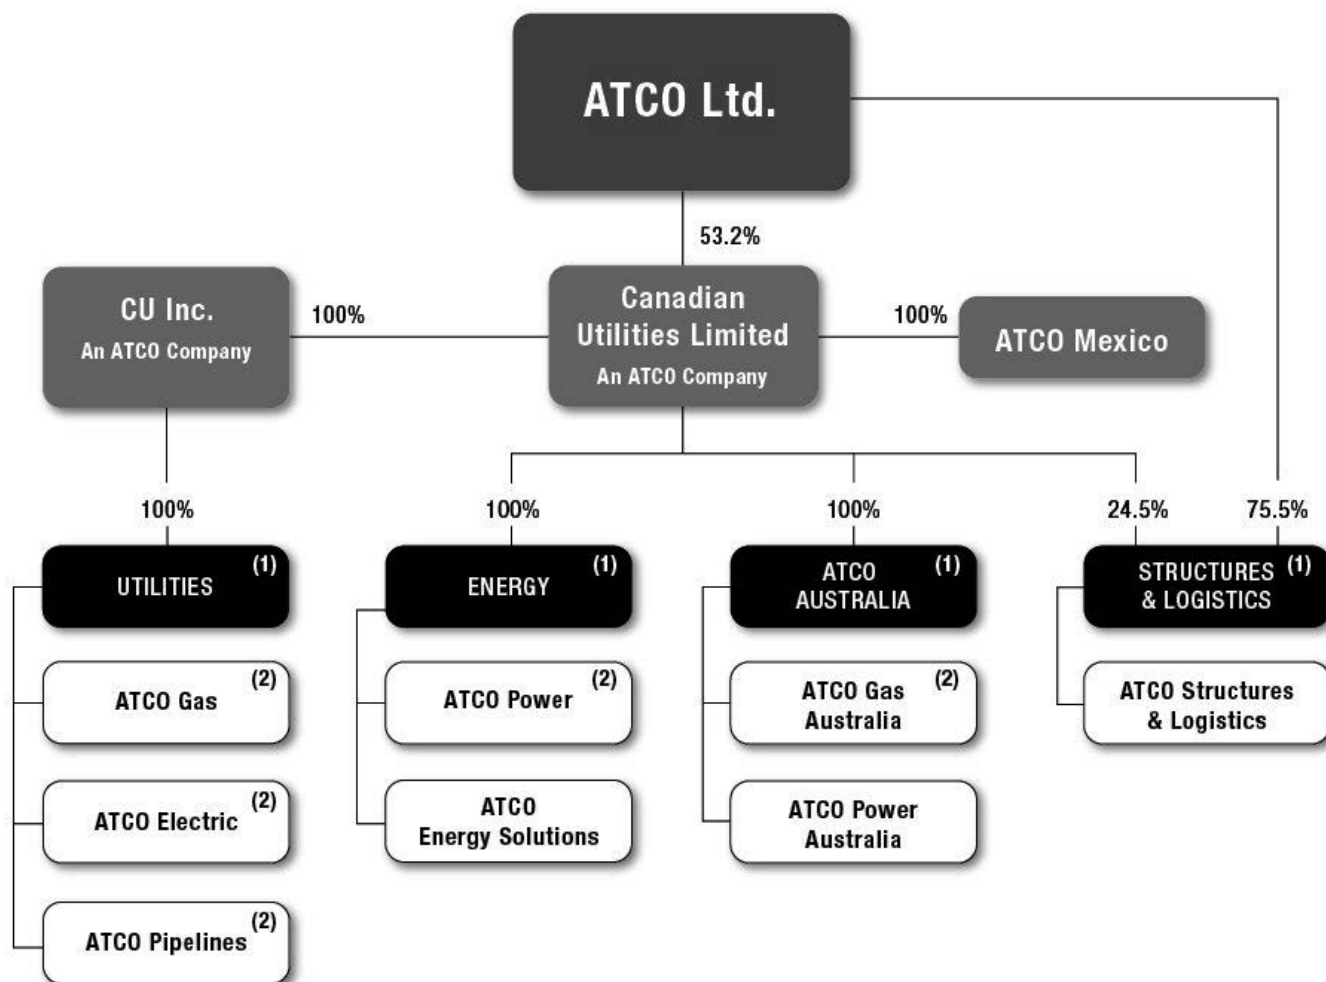 ATCO Ltd.
53.2%
CU Inc.
An ATCO Company
100%
Canadian
Utilities Limited
An ATCO Company
100%
ATCO Mexico
100%
100%
100%
24.5%
75.5%
UTILITIES (1)
ENERGY (1)
ATCO (1)
AUSTRALIA
STRUCTURES (1)
& LOGISTICS
ATCO Gas (2)
ATCO Power (2)
ATCO Gas (2)
Australia
ATCO Structures
& Logistics
ATCO Electric (2)
ATCO
Energy Solutions
ATCO Power
Australia
ATCO Pipelines (2)